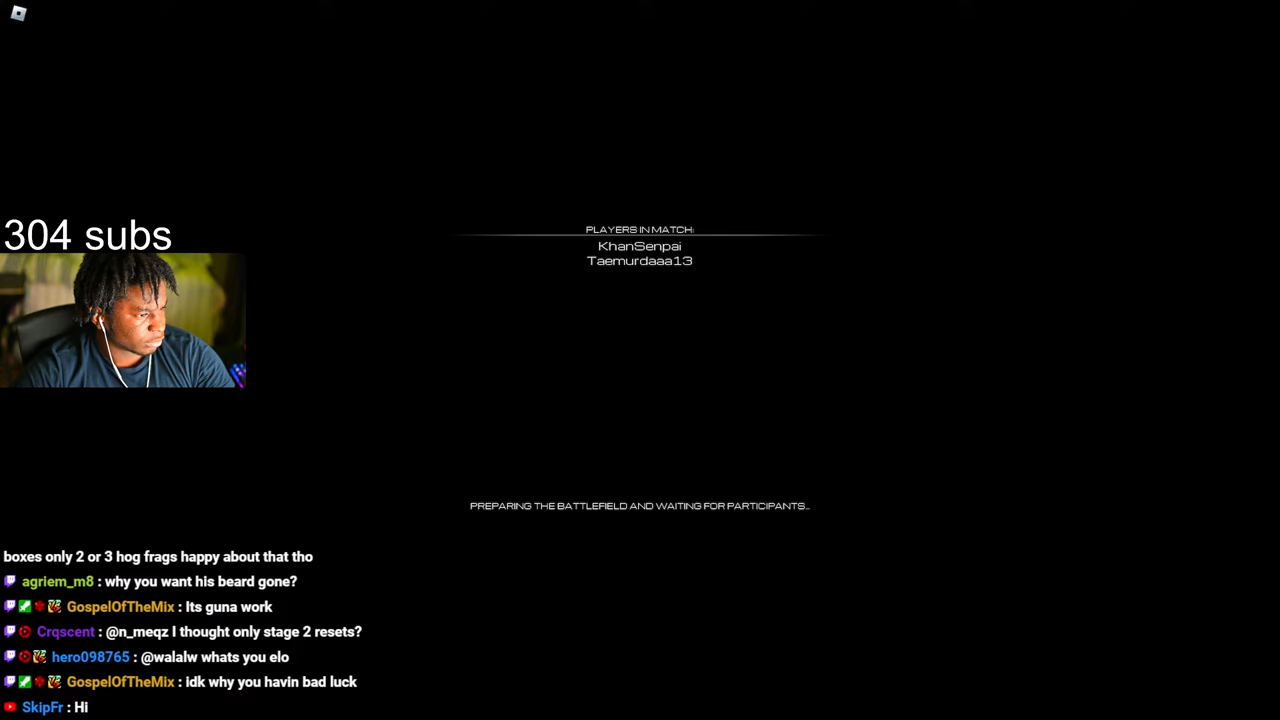 304 subs
PLAYERS IN MATCH:
KhanSenpai
Taemurdaaa13
PREPARING THE BATTLEFIELD AND WAITING FOR PARTICIPANTS...
boxes only 2 or 3 hog frags happy about that tho
agriem_m8 : why you want his beard gone?
GospelOfTheMix : Its guna work
Crqscent : @n_meqz I thought only stage 2 resets?
hero098765 : @walalw whats you elo
GospelOfTheMix : idk why you havin bad luck
SkipFr : Hi